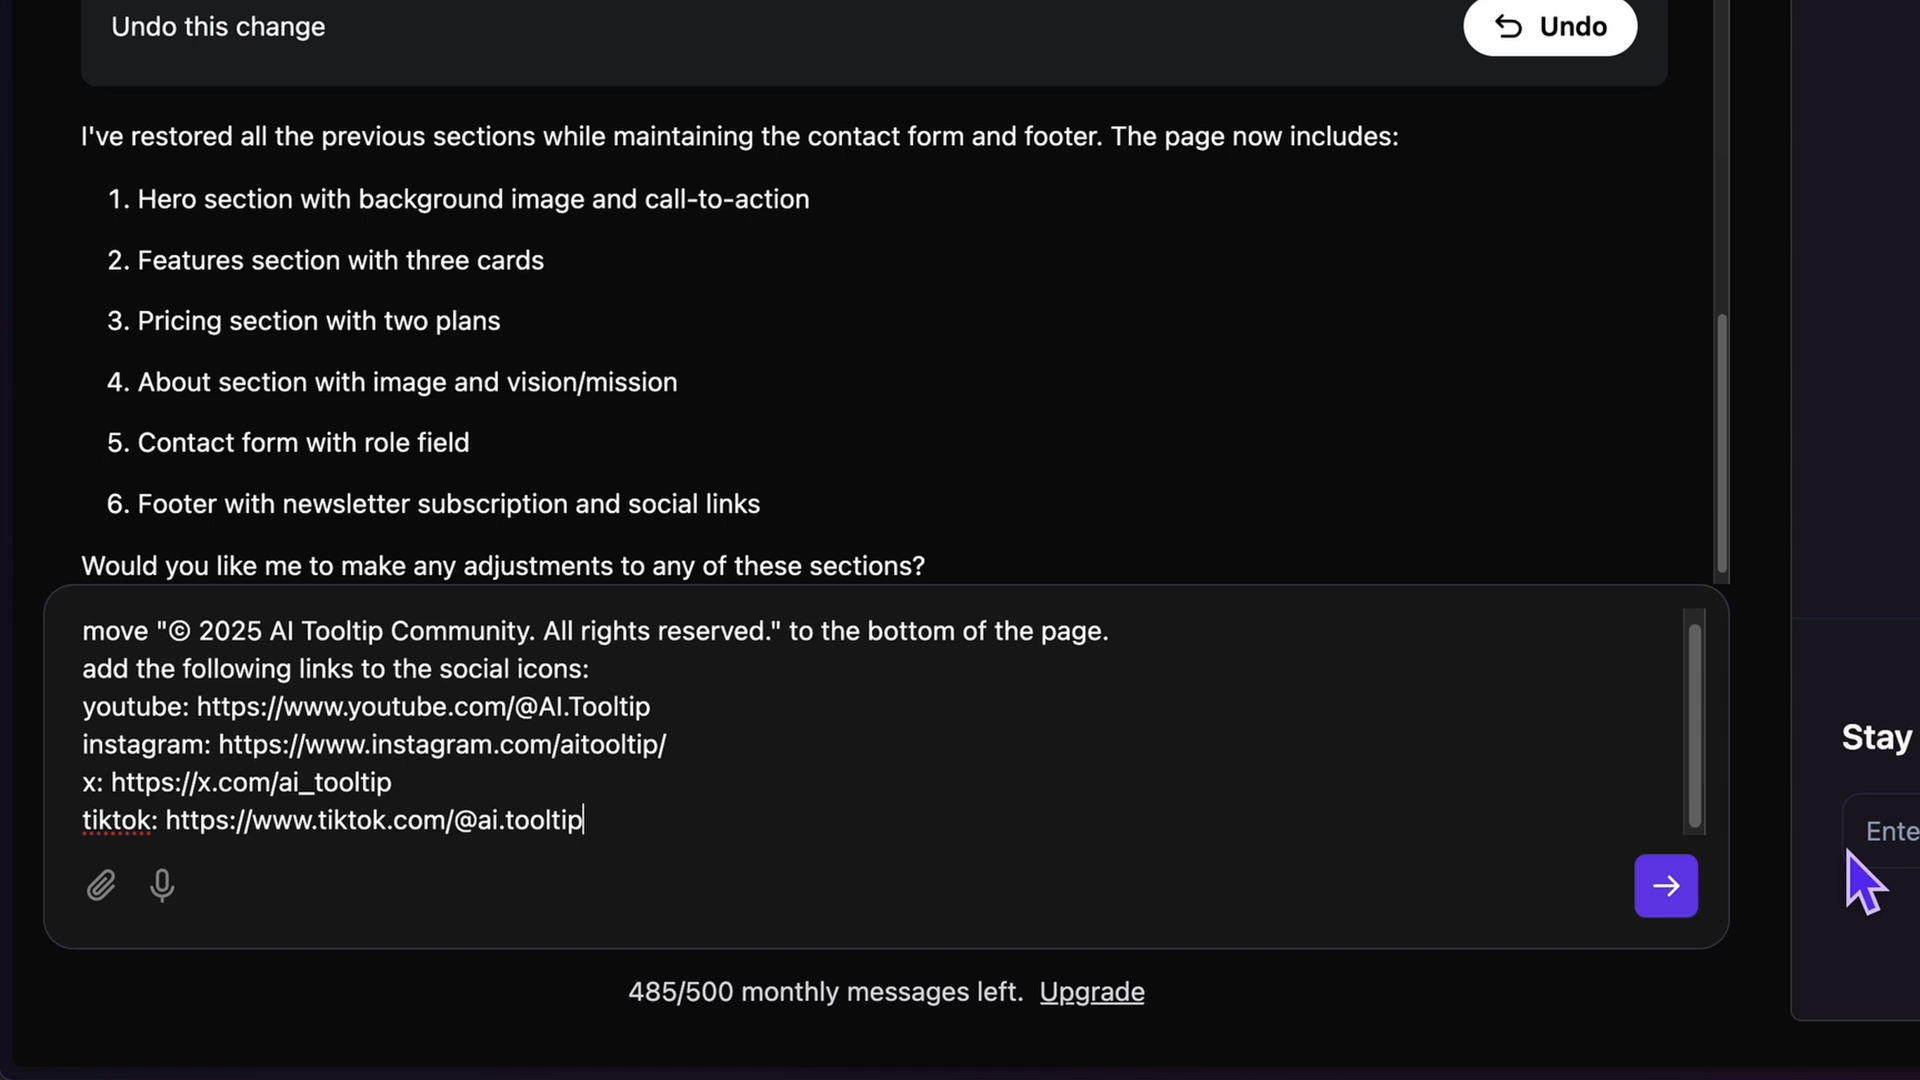 Undo this change
Undo
I've restored all the previous sections while maintaining the contact form and footer. The page now includes:
1. Hero section with background image and call-to-action
2. Features section with three cards
3. Pricing section with two plans
4. About section with image and vision/mission
5. Contact form with role field
6. Footer with newsletter subscription and social links
Would you like me to make any adjustments to any of these sections?
move "© 2025 AI Tooltip Community. All rights reserved." to the bottom of the page.
add the following links to the social icons:
youtube: https://www.youtube.com/@AI.Tooltip
instagram: https://www.instagram.com/aitooltip/
x: https://x.com/ai_tooltip
tiktok: https://www.tiktok.com/@ai.tooltip
Stay
Ente
485/500 monthly messages left. Upgrade